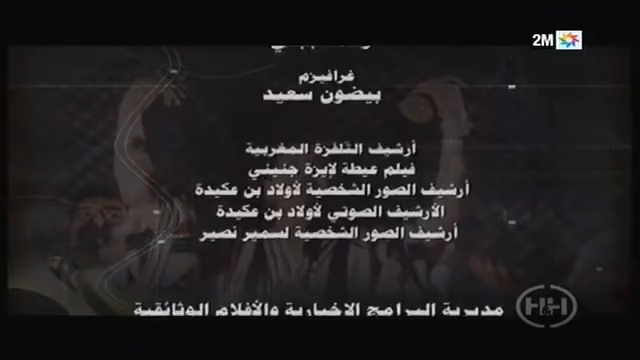 2M
غرافيزم
بيضون سعيد
أرشيف التلفزة المغربية
فيلم عيطة لإيزة جنيني
أرشيف الصور الشخصية لأولاد بن عكيدة
الأرشيف الصوتي لأولاد بن عكيدة
أرشيف الصور الشخصية لسمير نصير
مديرية البرامج الإخبارية والأفلام الوثائقية
H&H